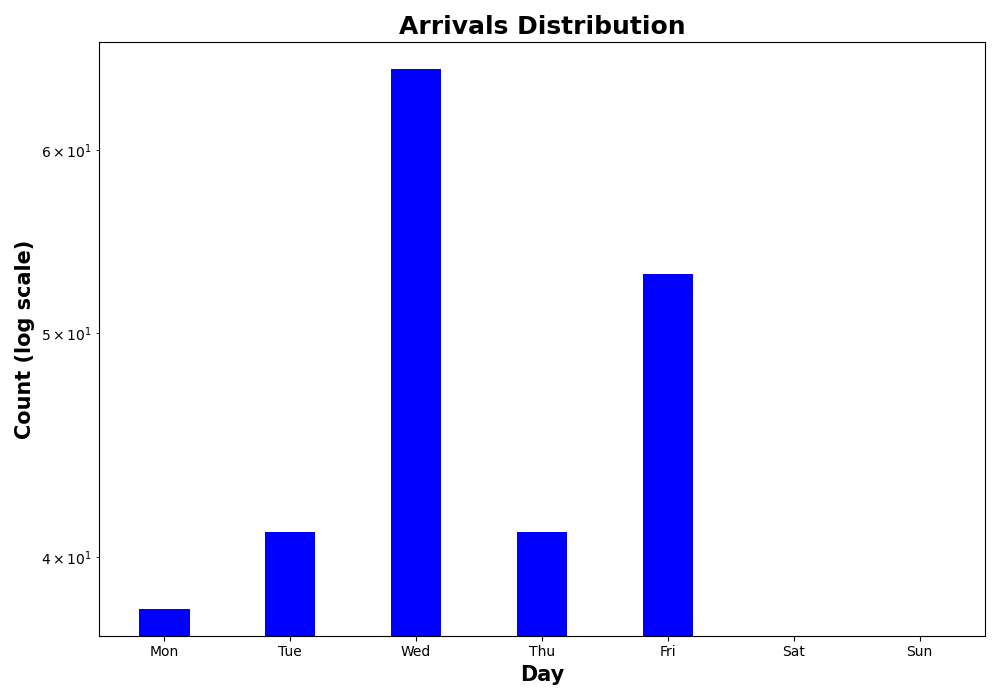 Arrivals Distribution
Count (log scale)
6 × 10¹
5 × 10¹
4 × 10¹
Mon Tue Wed Thu Fri Sat Sun
Day